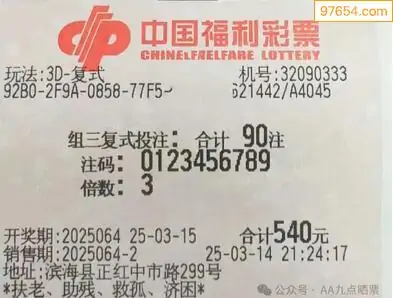 97654.com
中国福利彩票
CHINA WELFARE LOTTERY
玩法:3D-复式
机号:32090333
92B0-2F9A-0858-77F5-
621442/A4045
组三复式投注: 合计 90注
注码: 0123456789
倍数: 3
开奖期:2025064 25-03-15
合计540元
销售期:2025064-2
25-03-14 21:24:17
地址:滨海县正红中市路299号
*扶老、助残、救孤、济困*
公众号·AA九点晒票